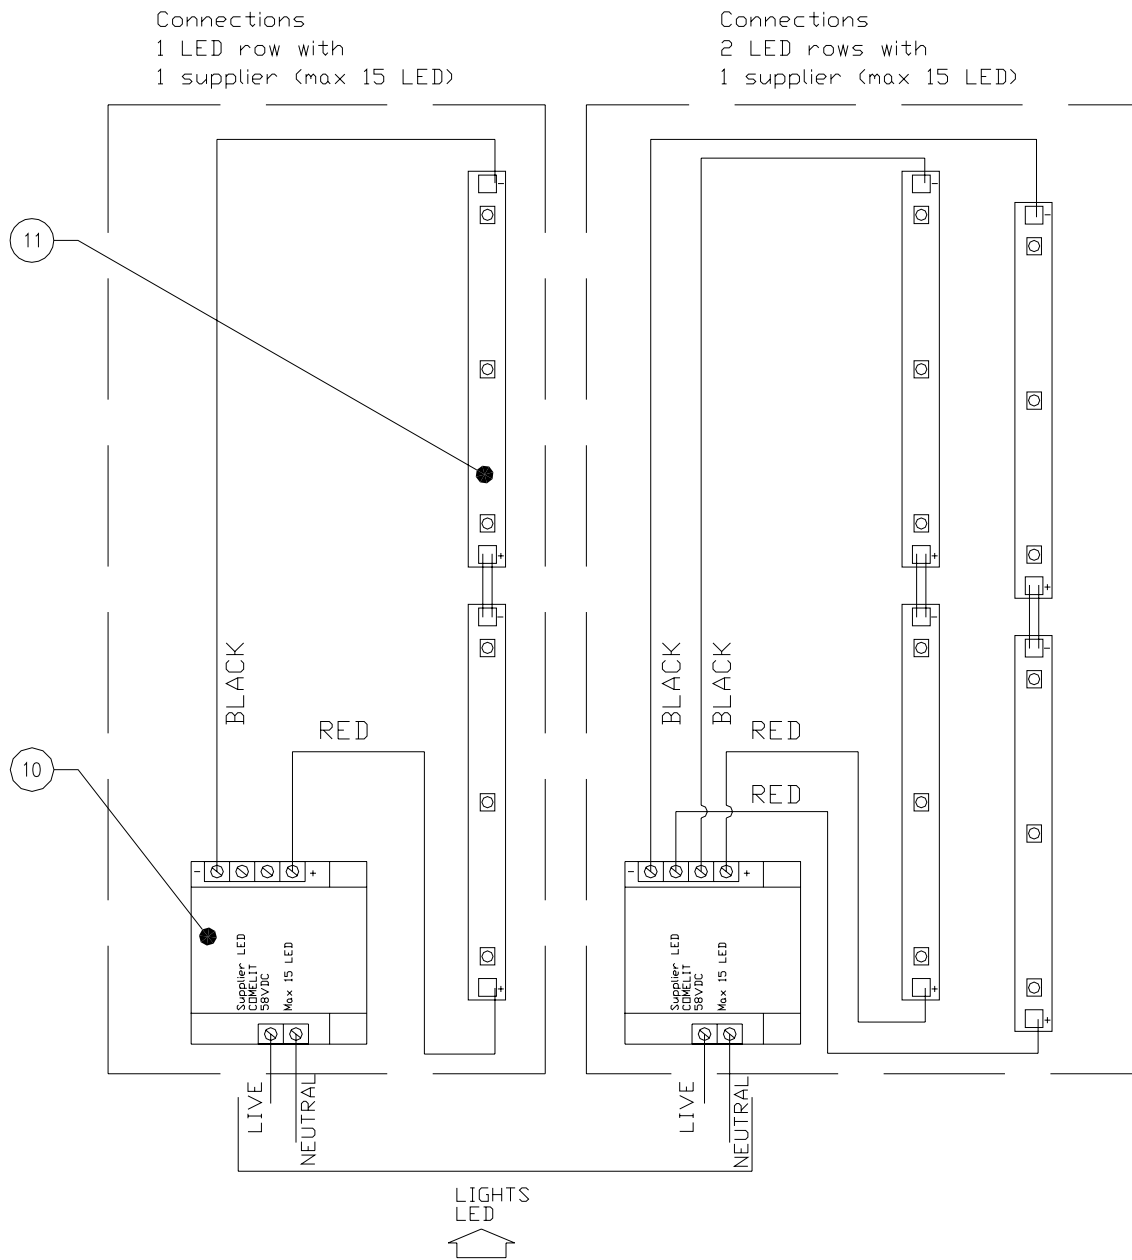 Connections
1 LED row with
1 supplier (max 15 LED)
Connections
2 LED rows with
1 supplier (max 15 LED)
11
10
-
+
-
+
BLACK
RED
- +
Supplier LED
COMELIT
58VDC
Max 15 LED
LIVE
NEUTRAL
-
-
+
+
-
-
+
+
BLACK
BLACK
RED
RED
- +
Supplier LED
COMELIT
58VDC
Max 15 LED
LIVE
NEUTRAL
LIGHTS
LED